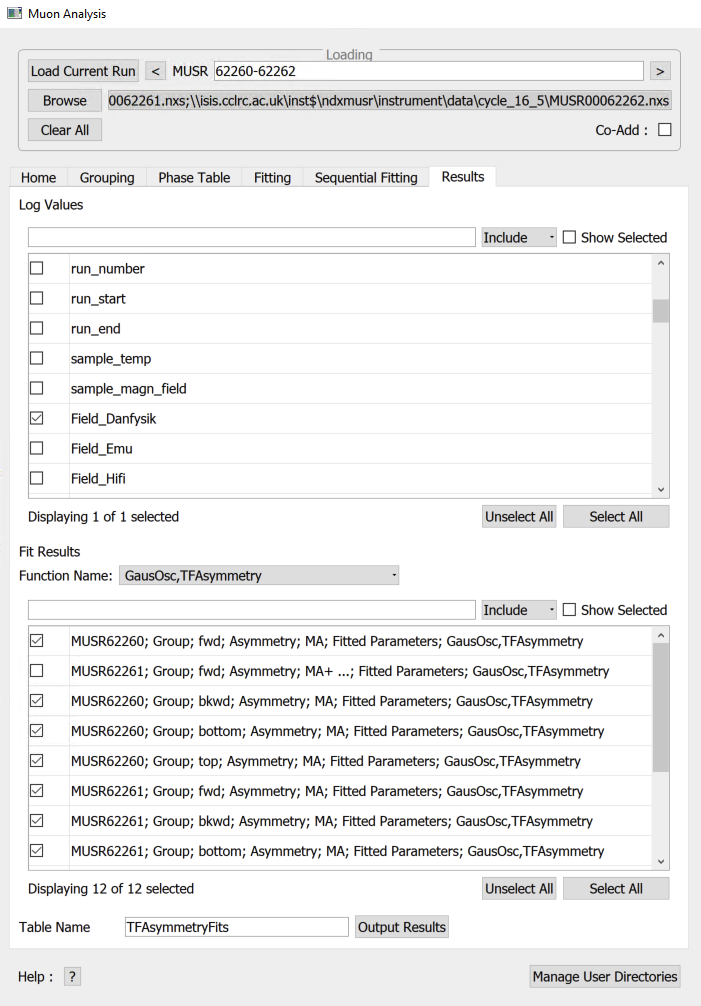 Muon Analysis
Loading
Load Current Run < MUSR 62260-62262 >
Browse 0062261.nxs;\\isis.cclrc.ac.uk\inst$\ndxmusr\instrument\data\cycle_16_5\MUSR00062262.nxs
Clear All Co-Add :
Home Grouping Phase Table Fitting Sequential Fitting Results
Log Values
Include Show Selected
run_number
run_start
run_end
sample_temp
sample_magn_field
Field_Danfysik
Field_Emu
Field_Hifi
Displaying 1 of 1 selected Unselect All Select All
Fit Results
Function Name: GausOsc,TFAsymmetry
Include Show Selected
MUSR62260; Group; fwd; Asymmetry; MA; Fitted Parameters; GausOsc,TFAsymmetry
MUSR62261; Group; fwd; Asymmetry; MA+ ...; Fitted Parameters; GausOsc,TFAsymmetry
MUSR62260; Group; bkwd; Asymmetry; MA; Fitted Parameters; GausOsc,TFAsymmetry
MUSR62260; Group; bottom; Asymmetry; MA; Fitted Parameters; GausOsc,TFAsymmetry
MUSR62260; Group; top; Asymmetry; MA; Fitted Parameters; GausOsc,TFAsymmetry
MUSR62261; Group; fwd; Asymmetry; MA; Fitted Parameters; GausOsc,TFAsymmetry
MUSR62261; Group; bkwd; Asymmetry; MA; Fitted Parameters; GausOsc,TFAsymmetry
MUSR62261; Group; bottom; Asymmetry; MA; Fitted Parameters; GausOsc,TFAsymmetry
Displaying 12 of 12 selected Unselect All Select All
Table Name TFAsymmetryFits Output Results
Help : ? Manage User Directories